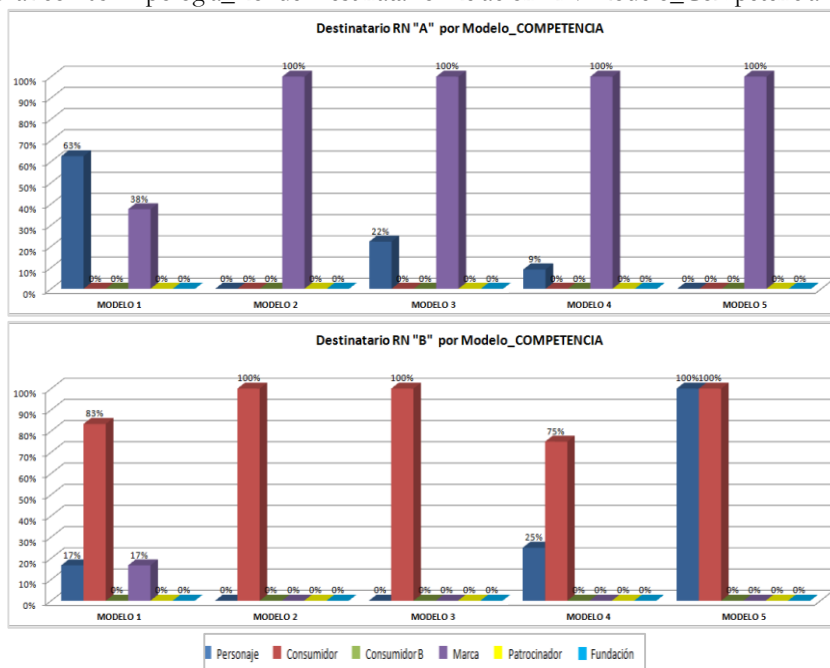 Destinatario RN "A" por Modelo_COMPETENCIA
100%
90%
80%
70%
60%
50%
40%
30%
20%
10%
0%
63% 0% 0% 38% 0% 0%
0% 0% 0% 100% 0% 0%
22% 0% 0% 100% 0% 0%
9% 0% 0% 100% 0% 0%
0% 0% 0% 100% 0% 0%
MODELO 1 MODELO 2 MODELO 3 MODELO 4 MODELO 5
Destinatario RN "B" por Modelo_COMPETENCIA
100%
90%
80%
70%
60%
50%
40%
30%
20%
10%
0%
17% 83% 0% 17% 0% 0%
0% 100% 0% 0% 0% 0%
0% 100% 0% 0% 0% 0%
25% 75% 0% 0% 0% 0%
100% 100% 0% 0% 0% 0%
MODELO 1 MODELO 2 MODELO 3 MODELO 4 MODELO 5
Personaje Consumidor Consumidor B Marca Patrocinador Fundación